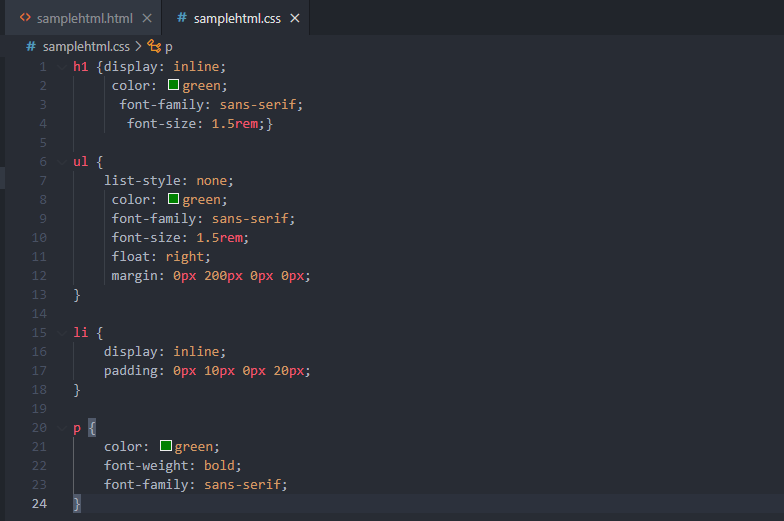 <> samplehtml.html × # samplehtml.css ×
# samplehtml.css > p
1 h1 {display: inline;
2 color: green;
3 font-family: sans-serif;
4 font-size: 1.5rem;}
5
6 ul {
7 list-style: none;
8 color: green;
9 font-family: sans-serif;
10 font-size: 1.5rem;
11 float: right;
12 margin: 0px 200px 0px 0px;
13 }
14
15 li {
16 display: inline;
17 padding: 0px 10px 0px 20px;
18 }
19
20 p {
21 color: green;
22 font-weight: bold;
23 font-family: sans-serif;
24 }